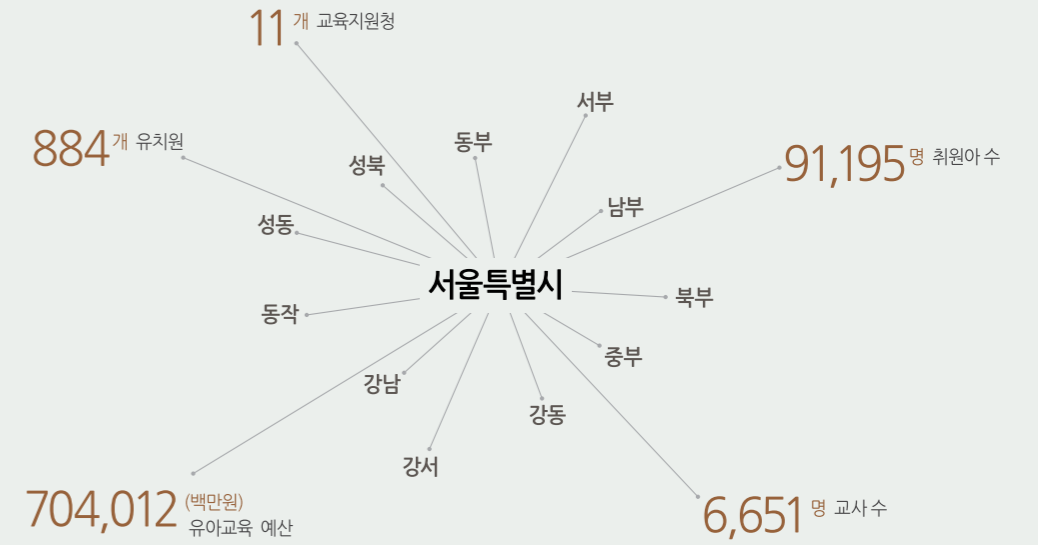 11 개 교육지원청
서부
884 개 유치원
동부
91,195 명 취원아 수
성북
남부
성동
서울특별시
북부
동작
중부
강남
강동
강서
704,012 (백만원)
유아교육 예산
6,651 명 교사 수